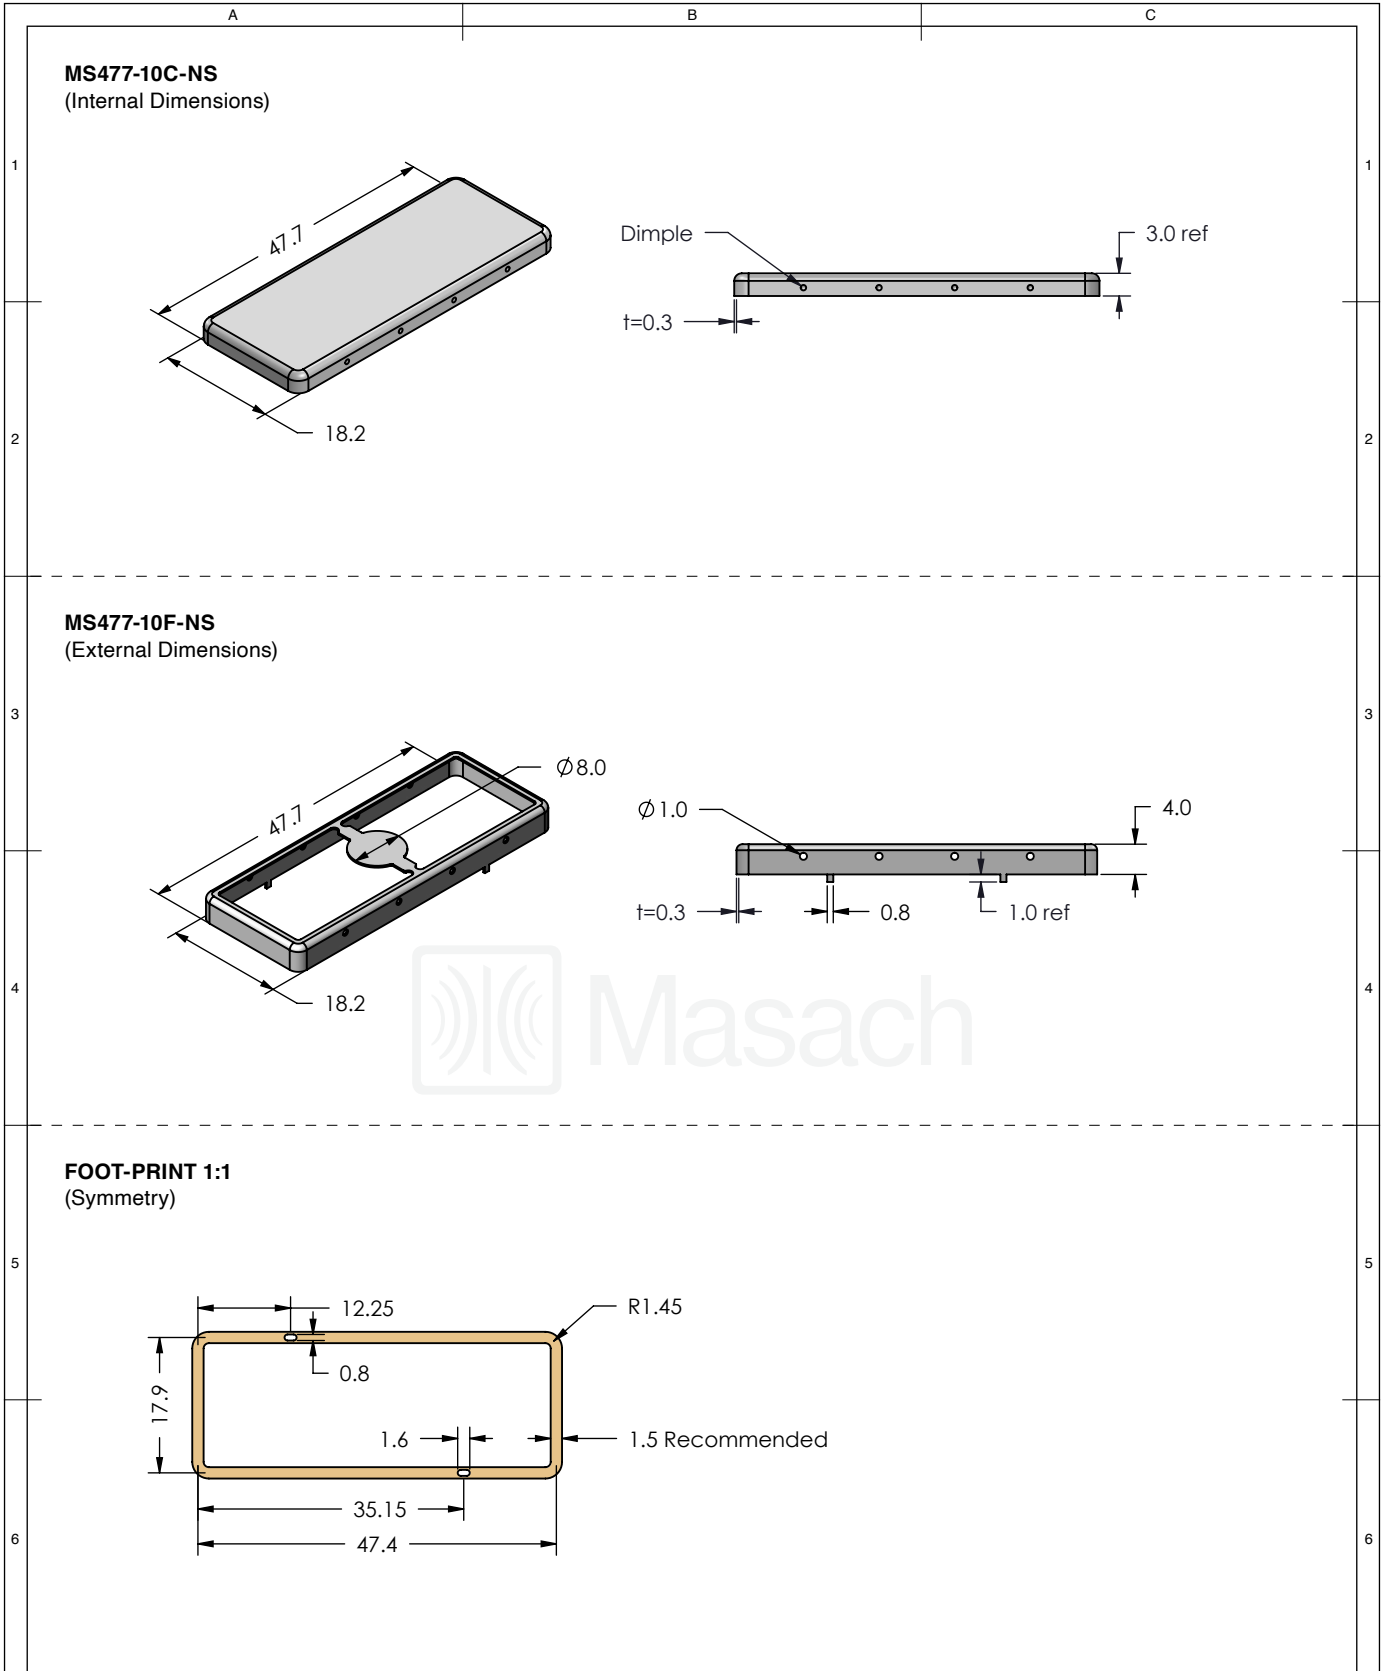 A B C
MS477-10C-NS
(Internal Dimensions)
1 1
47.7
18.2
Dimple
3.0 ref
t=0.3
2 2
MS477-10F-NS
(External Dimensions)
3 3
47.7
Ø8.0
18.2
Ø1.0
4.0
t=0.3
0.8
1.0 ref
Masach
4 4
FOOT-PRINT 1:1
(Symmetry)
5 5
12.25
R1.45
0.8
17.9
1.6
1.5 Recommended
35.15
47.4
6 6